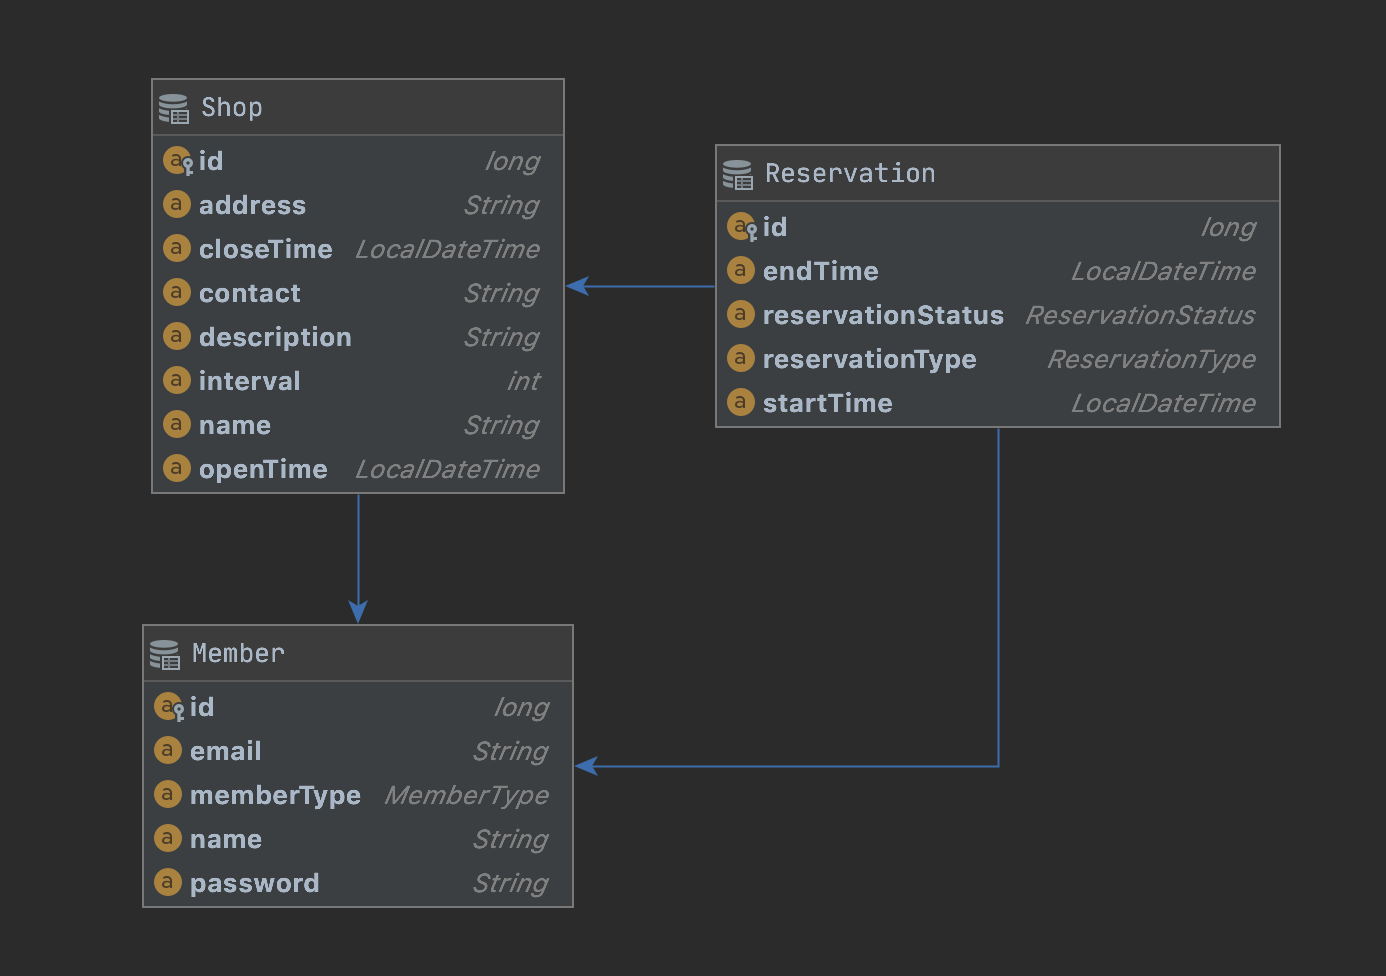 Shop
id long
address String
closeTime LocalDateTime
contact String
description String
interval int
name String
openTime LocalDateTime
Reservation
id long
endTime LocalDateTime
reservationStatus ReservationStatus
reservationType ReservationType
startTime LocalDateTime
Member
id long
email String
memberType MemberType
name String
password String